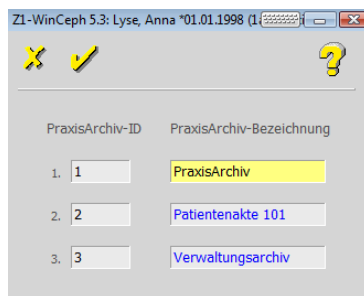 Z1-WinCeph 5.3: Lyse, Anna *01.01.1998
PraxisArchiv-ID PraxisArchiv-Bezeichnung
1. 1 PraxisArchiv
2. 2 Patientenakte 101
3. 3 Verwaltungsarchiv